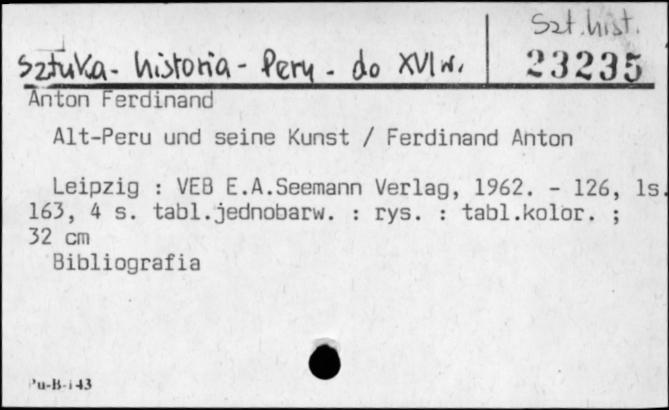 Szt.hist.
Sztuka - historia - Peru - do XVI w.
23235
Anton Ferdinand
Alt-Peru und seine Kunst / Ferdinand Anton
Leipzig : VEB E.A.Seemann Verlag, 1962. - 126, 1s.
163, 4 s. tabl.jednobarw. : rys. : tabl.kolor. ;
32 cm
Bibliografia
Pu-B-143